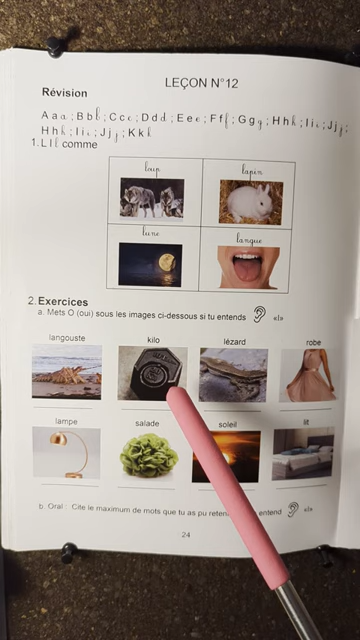 LEÇON N°12
Révision
A a a ; B b b ; C c c ; D d d ; E e e ; F f f ; G g g ; H h h ; I i i ; J j j ;
H h h ; I i i ; J j j ; K k k
1. L l l comme
loup lapin
lune langue
2. Exercices
a. Mets O (oui) sous les images ci-dessous si tu entends «l»
langouste kilo lézard robe
lampe salade soleil lit
b. Oral : Cite le maximum de mots que tu as pu entend «l»
24